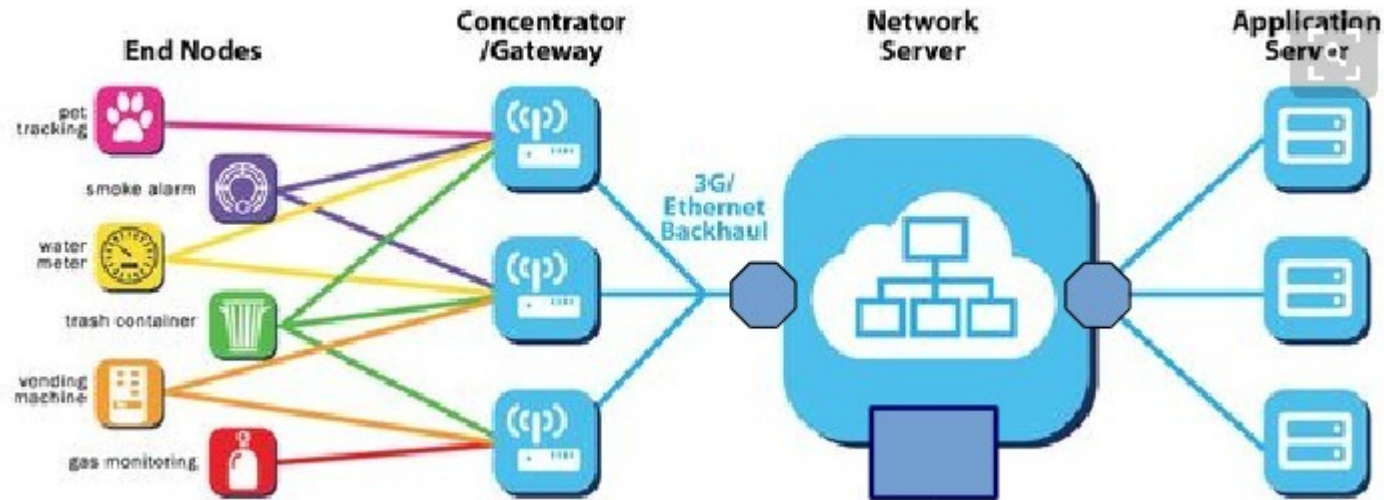 End Nodes
Concentrator
/Gateway
Network
Server
Application
Server
pet
tracking
smoke alarm
water
meter
trash container
vending
machine
gas monitoring
3G/
Ethernet
Backhaul